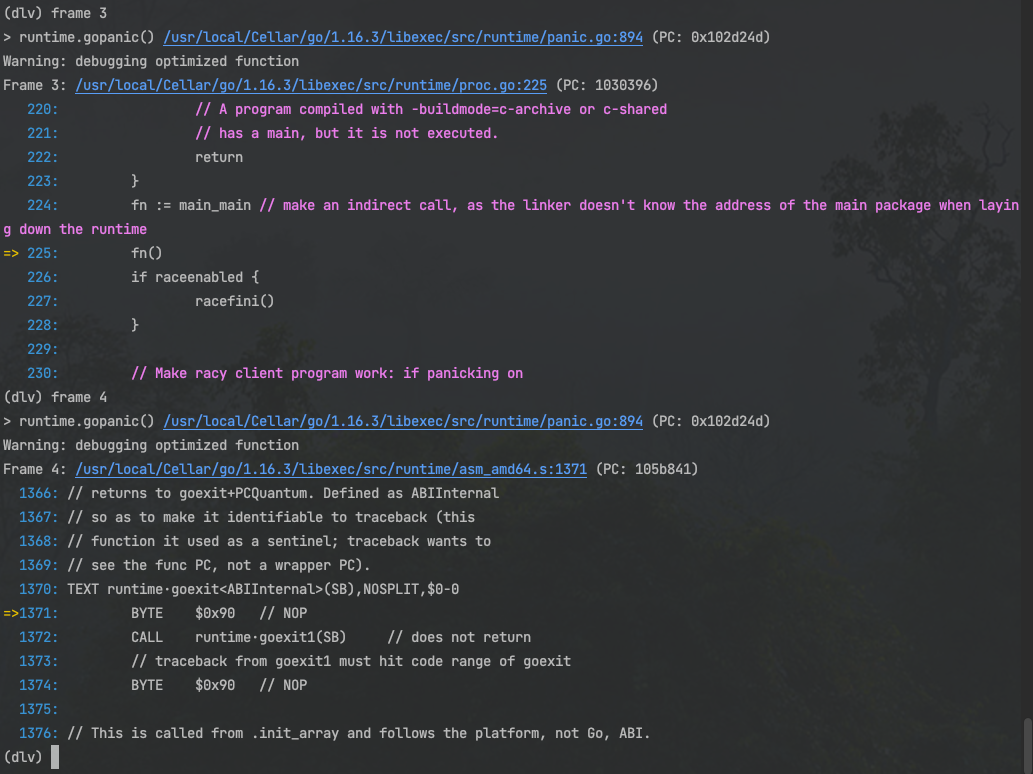 (dlv) frame 3
> runtime.gopanic() /usr/local/Cellar/go/1.16.3/libexec/src/runtime/panic.go:894 (PC: 0x102d24d)
Warning: debugging optimized function
Frame 3: /usr/local/Cellar/go/1.16.3/libexec/src/runtime/proc.go:225 (PC: 1030396)
220: // A program compiled with -buildmode=c-archive or c-shared
221: // has a main, but it is not executed.
222: return
223: }
224: fn := main_main // make an indirect call, as the linker doesn't know the address of the main package when layin
g down the runtime
=> 225: fn()
226: if raceenabled {
227: racefini()
228: }
229:
230: // Make racy client program work: if panicking on
(dlv) frame 4
> runtime.gopanic() /usr/local/Cellar/go/1.16.3/libexec/src/runtime/panic.go:894 (PC: 0x102d24d)
Warning: debugging optimized function
Frame 4: /usr/local/Cellar/go/1.16.3/libexec/src/runtime/asm_amd64.s:1371 (PC: 105b841)
1366: // returns to goexit+PCQuantum. Defined as ABIInternal
1367: // so as to make it identifiable to traceback (this
1368: // function it used as a sentinel; traceback wants to
1369: // see the func PC, not a wrapper PC).
1370: TEXT runtime·goexit<ABIInternal>(SB),NOSPLIT,$0-0
=>1371: BYTE $0x90 // NOP
1372: CALL runtime·goexit1(SB) // does not return
1373: // traceback from goexit1 must hit code range of goexit
1374: BYTE $0x90 // NOP
1375:
1376: // This is called from .init_array and follows the platform, not Go, ABI.
(dlv)